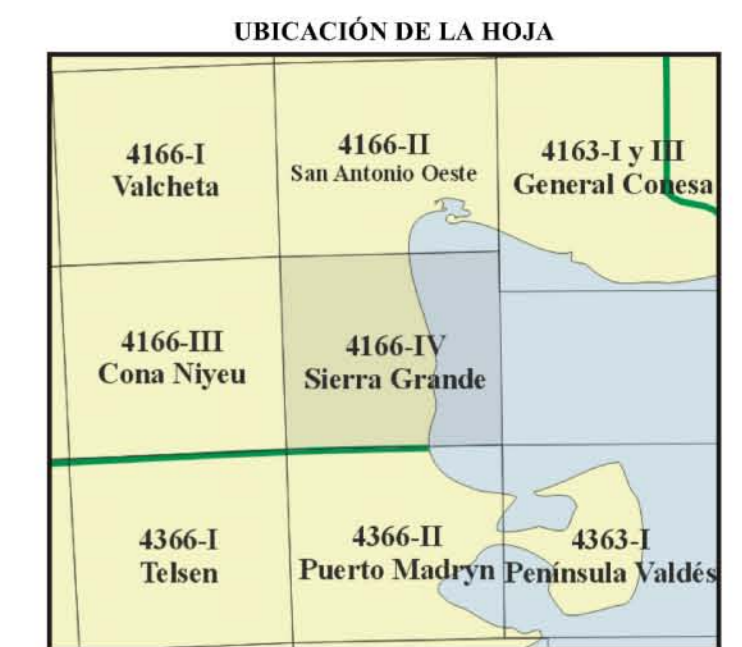 UBICACIÓN DE LA HOJA
4166-I
Valcheta
4166-II
San Antonio Oeste
4163-I y III
General Conesa
4166-III
Cona Niyeu
4166-IV
Sierra Grande
4366-I
Telsen
4366-II
Puerto Madryn
4363-I
Península Valdés